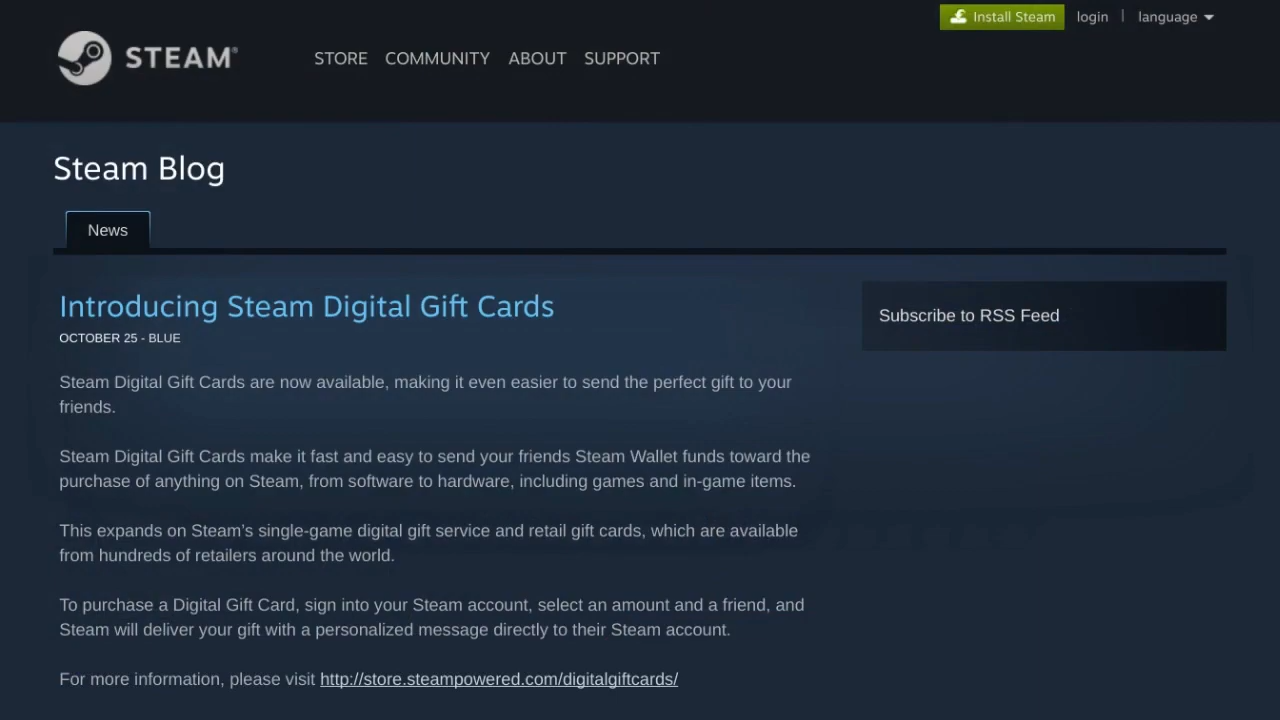 Install Steam login | language
STEAM® STORE COMMUNITY ABOUT SUPPORT
Steam Blog
News
Introducing Steam Digital Gift Cards
OCTOBER 25 - BLUE
Subscribe to RSS Feed
Steam Digital Gift Cards are now available, making it even easier to send the perfect gift to your
friends.
Steam Digital Gift Cards make it fast and easy to send your friends Steam Wallet funds toward the
purchase of anything on Steam, from software to hardware, including games and in-game items.
This expands on Steam’s single-game digital gift service and retail gift cards, which are available
from hundreds of retailers around the world.
To purchase a Digital Gift Card, sign into your Steam account, select an amount and a friend, and
Steam will deliver your gift with a personalized message directly to their Steam account.
For more information, please visit http://store.steampowered.com/digitalgiftcards/